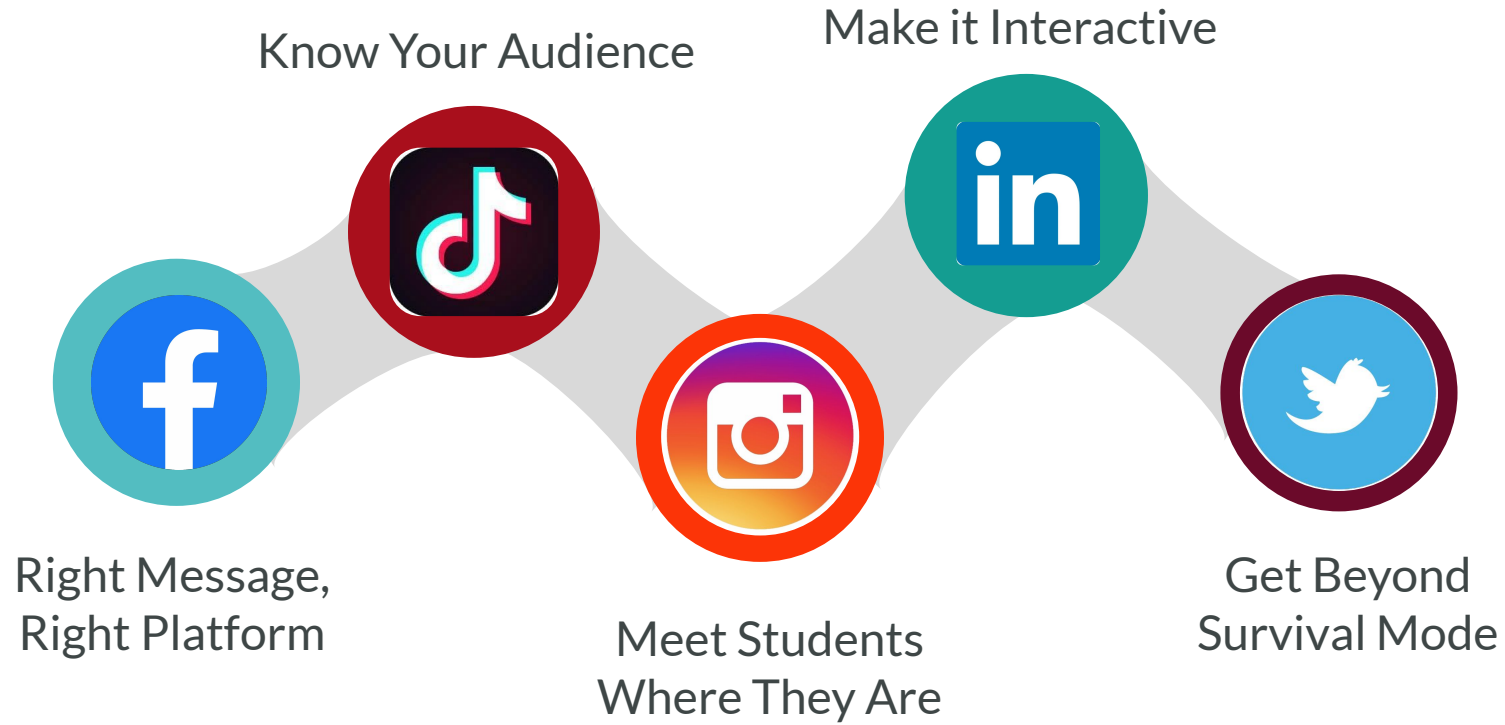 Know Your Audience
Make it Interactive
in
Right Message,
Right Platform
Meet Students
Where They Are
Get Beyond
Survival Mode